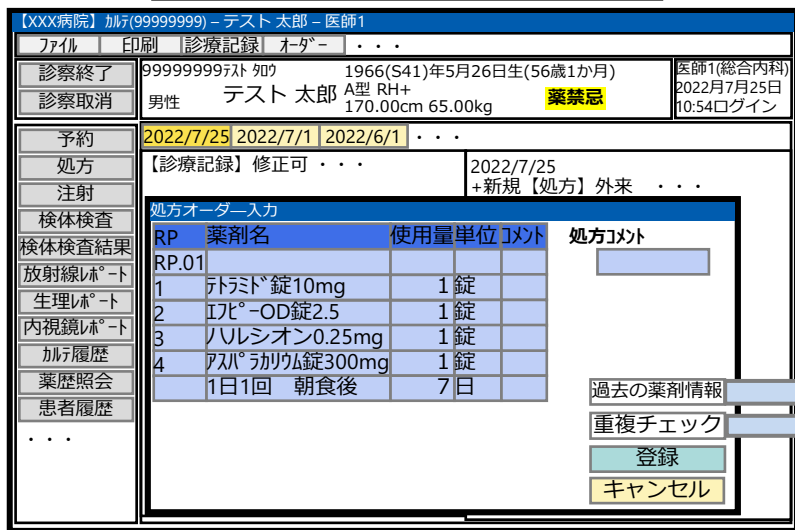 【XXX病院】ｶﾙﾃ(99999999) – テスト 太郎 – 医師1
ﾌｧｲﾙ 印刷 診療記録 ｵｰﾀﾞｰ ・・・
診察終了
診察取消
99999999ﾃｽﾄ ﾀﾛｳ
男性 テスト 太郎
1966(S41)年5月26日生(56歳1か月)
A型 RH+
170.00cm 65.00kg
薬禁忌
医師1(総合内科)
2022月7月25日
10:54ログイン
予約
処方
注射
検体検査
検体検査結果
放射線ﾚﾎﾟｰﾄ
生理ﾚﾎﾟｰﾄ
内視鏡ﾚﾎﾟｰﾄ
ｶﾙﾃ履歴
薬歴照会
患者履歴
・・・
2022/7/25 2022/7/1 2022/6/1 ・・・
【診療記録】修正可 ・・・
2022/7/25
+新規【処方】外来 ・・・
処方オーダ―入力
RP 薬剤名 使用量 単位 ｺﾒﾝﾄ
RP.01
1 ﾃﾄﾗﾐﾄﾞ錠10mg 1 錠
2 ｴﾌﾋﾟｰOD錠2.5 1 錠
3 ハルシオン0.25mg 1 錠
4 ｱｽﾊﾟﾗｶﾘｳﾑ錠300mg 1 錠
1日1回 朝食後 7 日
処方ｺﾒﾝﾄ
過去の薬剤情報
重複チェック
登録
キャンセル